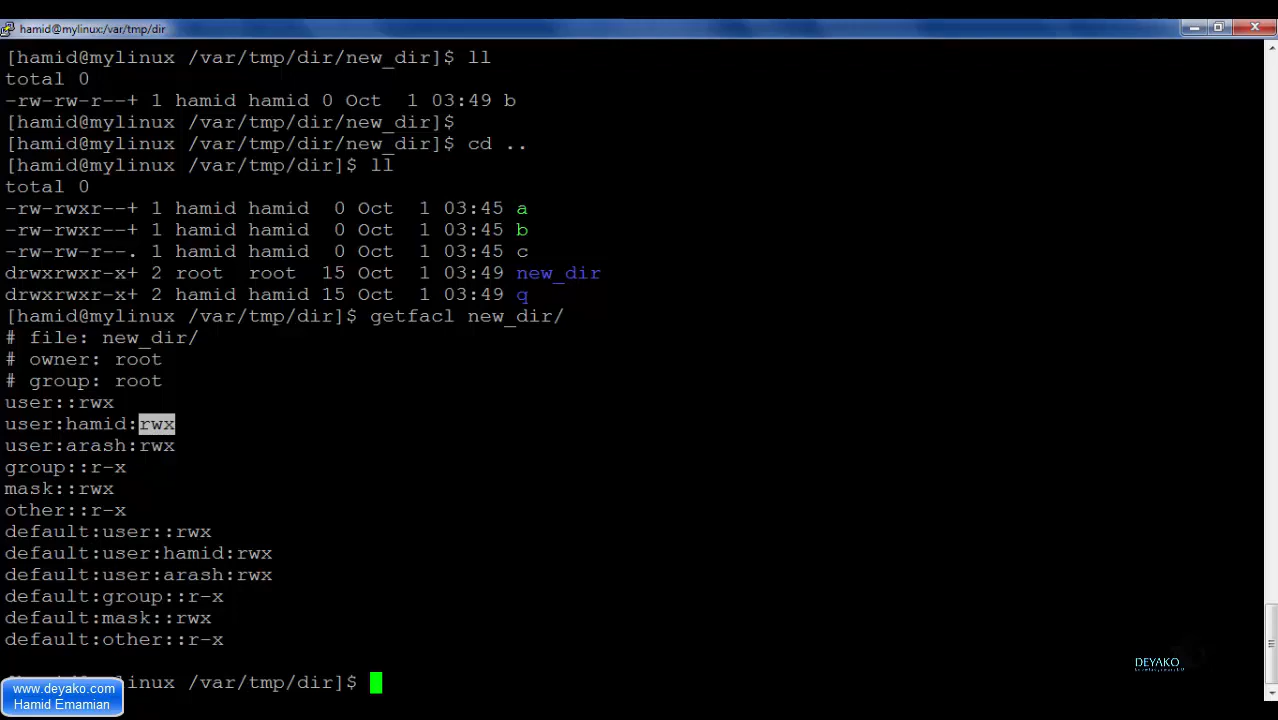 hamid@mylinux:/var/tmp/dir
[hamid@mylinux /var/tmp/dir/new_dir]$ ll
total 0
-rw-rw-r--+ 1 hamid hamid 0 Oct  1 03:49 b
[hamid@mylinux /var/tmp/dir/new_dir]$
[hamid@mylinux /var/tmp/dir/new_dir]$ cd ..
[hamid@mylinux /var/tmp/dir]$ ll
total 0
-rw-rwxr--+ 1 hamid hamid  0 Oct  1 03:45 a
-rw-rwxr--+ 1 hamid hamid  0 Oct  1 03:45 b
-rw-rw-r--. 1 hamid hamid  0 Oct  1 03:45 c
drwxrwxr-x+ 2 root  root  15 Oct  1 03:49 new_dir
drwxrwxr-x+ 2 hamid hamid 15 Oct  1 03:49 q
[hamid@mylinux /var/tmp/dir]$ getfacl new_dir/
# file: new_dir/
# owner: root
# group: root
user::rwx
user:hamid:rwx
user:arash:rwx
group::r-x
mask::rwx
other::r-x
default:user::rwx
default:user:hamid:rwx
default:user:arash:rwx
default:group::r-x
default:mask::rwx
default:other::r-x
DEYAKO
linux /var/tmp/dir]$
www.deyako.com
Hamid Emamian